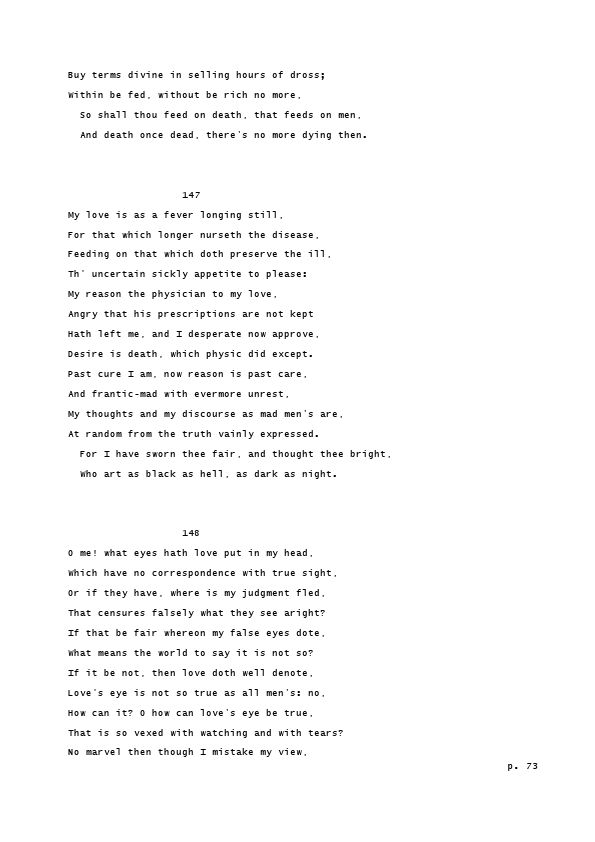 Buy terms divine in selling hours of dross;
Within be fed, without be rich no more,
So shall thou feed on death, that feeds on men,
And death once dead, there's no more dying then.
147
My love is as a fever longing still,
For that which longer nurseth the disease,
Feeding on that which doth preserve the ill,
Th' uncertain sickly appetite to please:
My reason the physician to my love,
Angry that his prescriptions are not kept
Hath left me, and I desperate now approve,
Desire is death, which physic did except.
Past cure I am, now reason is past care,
And frantic-mad with evermore unrest,
My thoughts and my discourse as mad men's are,
At random from the truth vainly expressed.
For I have sworn thee fair, and thought thee bright,
Who art as black as hell, as dark as night.
148
O me! what eyes hath love put in my head,
Which have no correspondence with true sight,
Or if they have, where is my judgment fled,
That censures falsely what they see aright?
If that be fair whereon my false eyes dote,
What means the world to say it is not so?
If it be not, then love doth well denote,
Love's eye is not so true as all men's: no,
How can it? O how can love's eye be true,
That is so vexed with watching and with tears?
No marvel then though I mistake my view,
p. 73